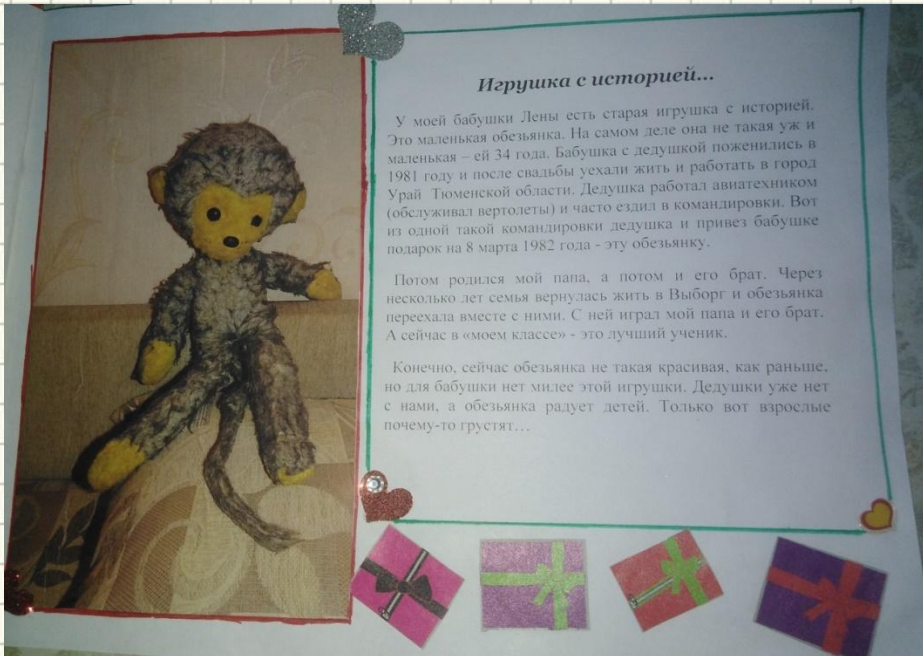 Игрушка с историей...
У моей бабушки Лены есть старая игрушка с историей.
Это маленькая обезьянка. На самом деле она не такая уж и
маленькая – ей 34 года. Бабушка с дедушкой поженились в
1981 году и после свадьбы уехали жить и работать в город
Урай Тюменской области. Дедушка работал авиатехником
(обслуживал вертолеты) и часто ездил в командировки. Вот
из одной такой командировки дедушка и привез бабушке
подарок на 8 марта 1982 года - эту обезьянку.
Потом родился мой папа, а потом и его брат. Через
несколько лет семья вернулась жить в Выборг и обезьянка
переехала вместе с ними. С ней играл мой папа и его брат.
А сейчас в «моем классе» - это лучший ученик.
Конечно, сейчас обезьянка не такая красивая, как раньше,
но для бабушки нет милее этой игрушки. Дедушки уже нет
с нами, а обезьянка радует детей. Только вот взрослые
почему-то грустят…